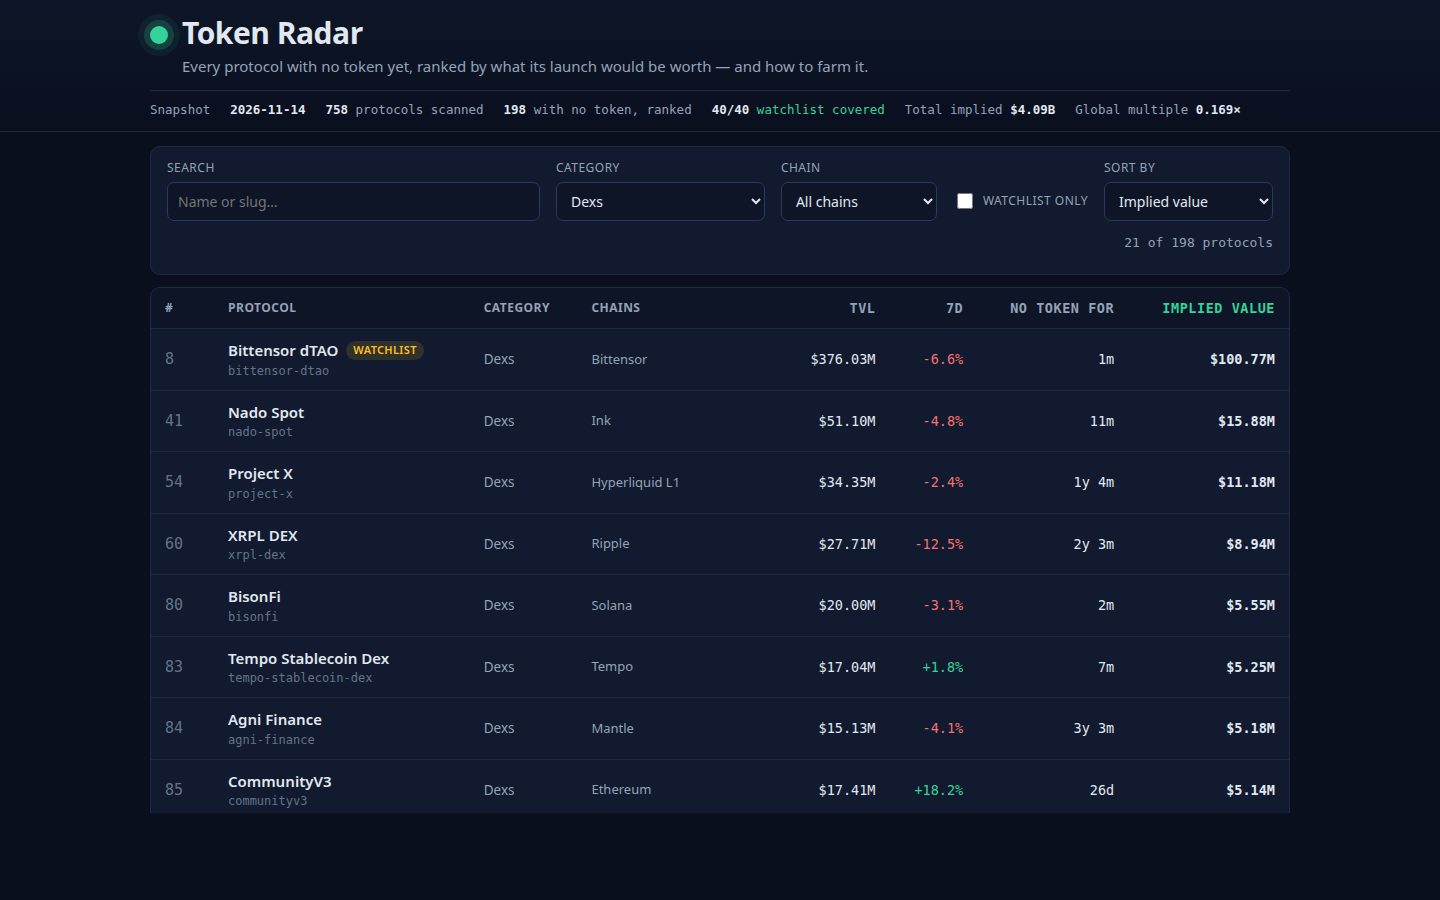 Token Radar
Every protocol with no token yet, ranked by what its launch would be worth — and how to farm it.
Snapshot 2026-11-14 758 protocols scanned 198 with no token, ranked 40/40 watchlist covered Total implied $4.09B Global multiple 0.169×
SEARCH CATEGORY CHAIN SORT BY
Name or slug... Dexs All chains WATCHLIST ONLY Implied value
21 of 198 protocols
# PROTOCOL CATEGORY CHAINS TVL 7D NO TOKEN FOR IMPLIED VALUE
8 Bittensor dTAO WATCHLIST Dexs Bittensor $376.03M -6.6% 1m $100.77M
bittensor-dtao
41 Nado Spot Dexs Ink $51.10M -4.8% 11m $15.88M
nado-spot
54 Project X Dexs Hyperliquid L1 $34.35M -2.4% 1y 4m $11.18M
project-x
60 XRPL DEX Dexs Ripple $27.71M -12.5% 2y 3m $8.94M
xrpl-dex
80 BisonFi Dexs Solana $20.00M -3.1% 2m $5.55M
bisonfi
83 Tempo Stablecoin Dex Dexs Tempo $17.04M +1.8% 7m $5.25M
tempo-stablecoin-dex
84 Agni Finance Dexs Mantle $15.13M -4.1% 3y 3m $5.18M
agni-finance
85 CommunityV3 Dexs Ethereum $17.41M +18.2% 26d $5.14M
communityv3